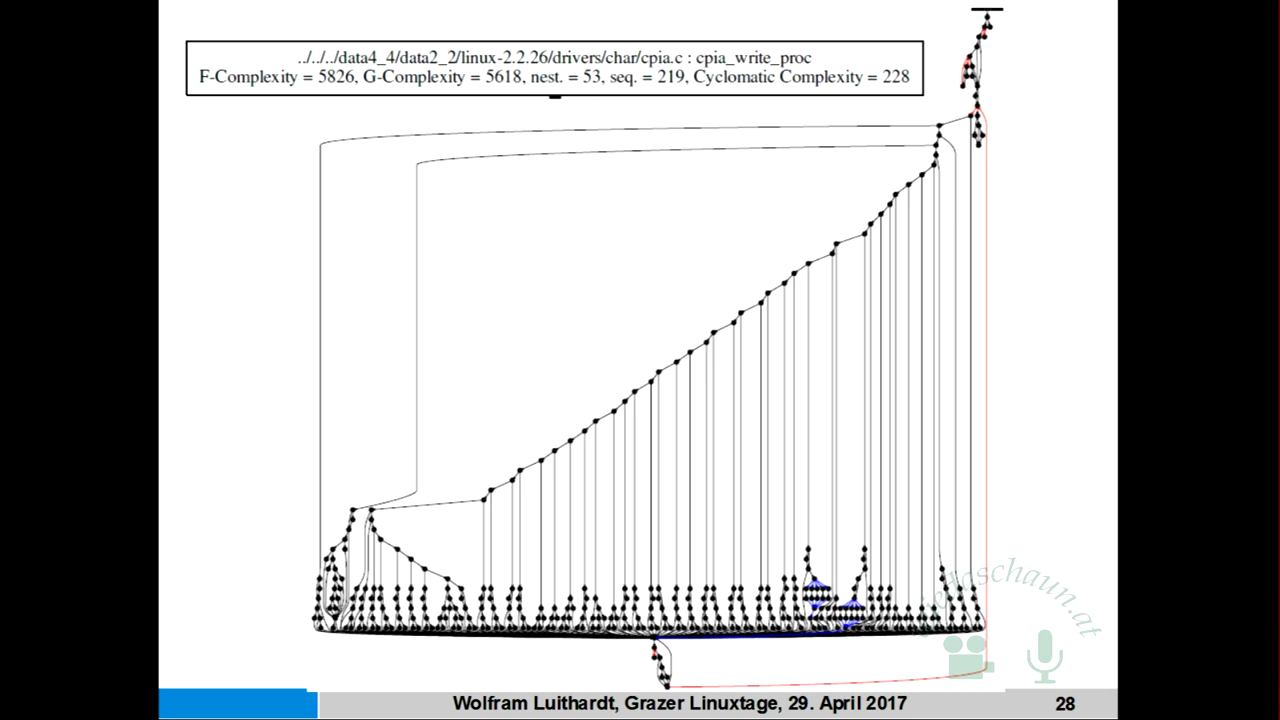 ../../../data4_4/data2_2/linux-2.2.26/drivers/char/cpia.c : cpia_write_proc
F-Complexity = 5826, G-Complexity = 5618, nest. = 53, seq. = 219, Cyclomatic Complexity = 228
Wolfram Luithardt, Grazer Linuxtage, 29. April 2017
28